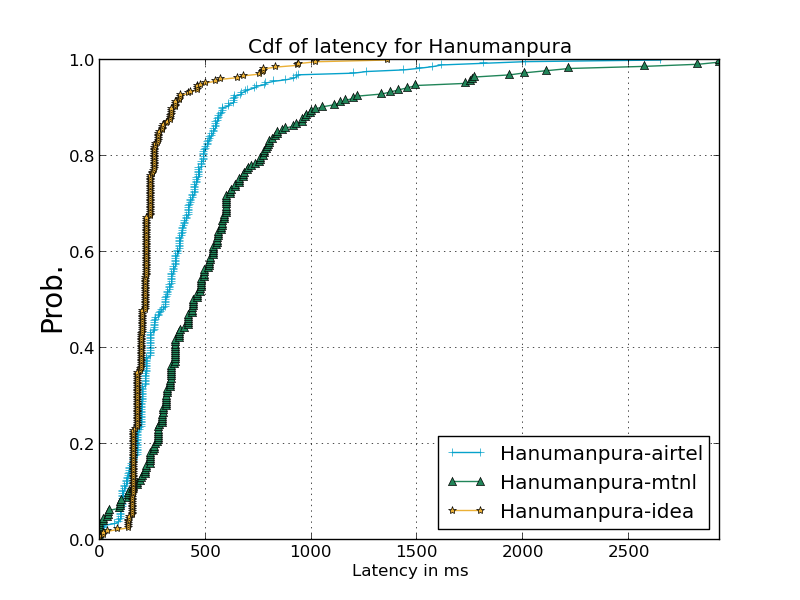 Cdf of latency for Hanumanpura
1.0
0.8
0.6
0.4
0.2
0.0
Prob.
0
500
1000
1500
2000
2500
Latency in ms
Hanumanpura-airtel
Hanumanpura-mtnl
Hanumanpura-idea